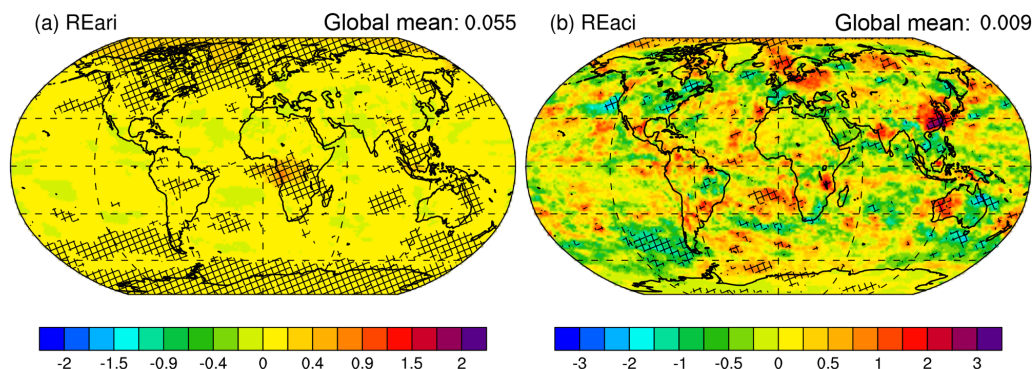 (a) REari Global mean: 0.055
(b) REaci Global mean: 0.009
-2 -1.5 -0.9 -0.4 0 0.4 0.9 1.5 2
-3 -2 -1 -0.5 0 0.5 1 2 3